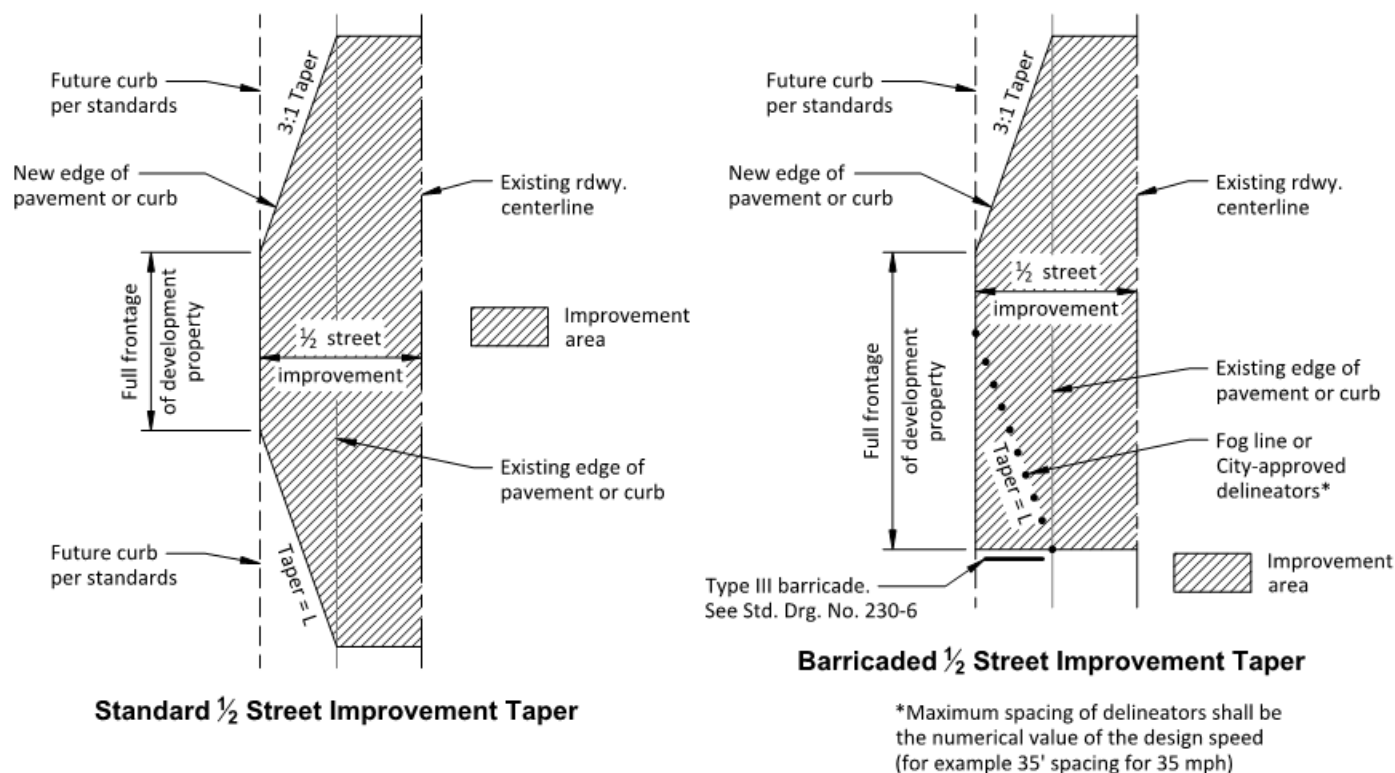 Future curb
per standards
3:1 Taper
New edge of
pavement or curb
Existing rdwy.
centerline
Full frontage
of development
property
½ street
improvement
Improvement
area
Existing edge of
pavement or curb
Future curb
per standards
Taper = L
Standard ½ Street Improvement Taper
Future curb
per standards
3:1 Taper
New edge of
pavement or curb
Existing rdwy.
centerline
½ street
improvement
Full frontage
of development
property
Existing edge of
pavement or curb
Fog line or
City-approved
delineators*
Taper = L
Type III barricade.
See Std. Drg. No. 230-6
Improvement
area
Barricaded ½ Street Improvement Taper
*Maximum spacing of delineators shall be
the numerical value of the design speed
(for example 35' spacing for 35 mph)